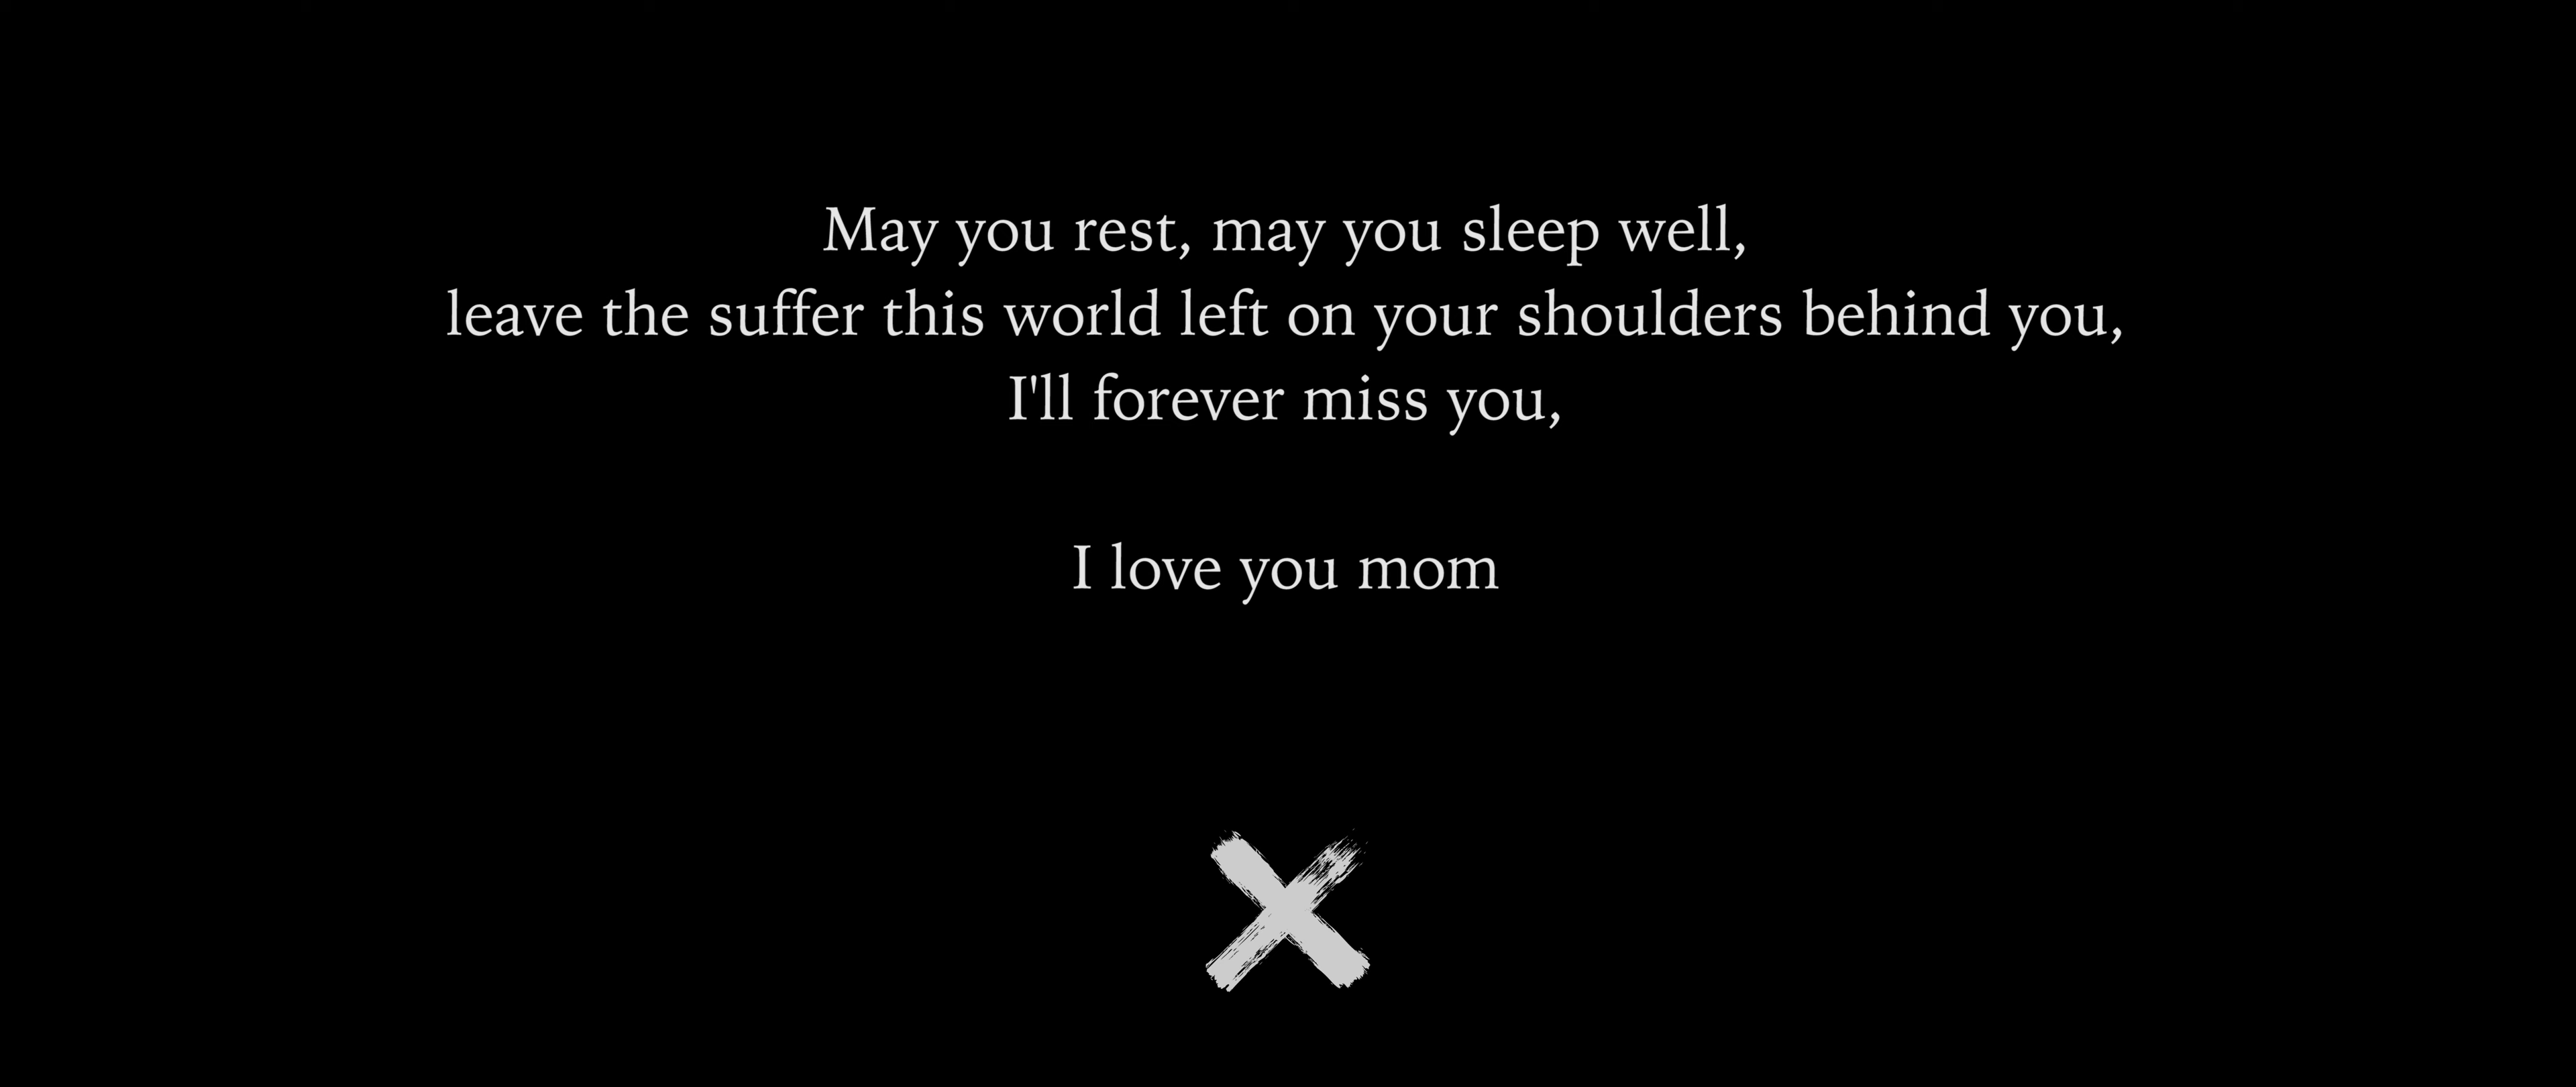 May you rest, may you sleep well,
leave the suffer this world left on your shoulders behind you,
I'll forever miss you,
I love you mom